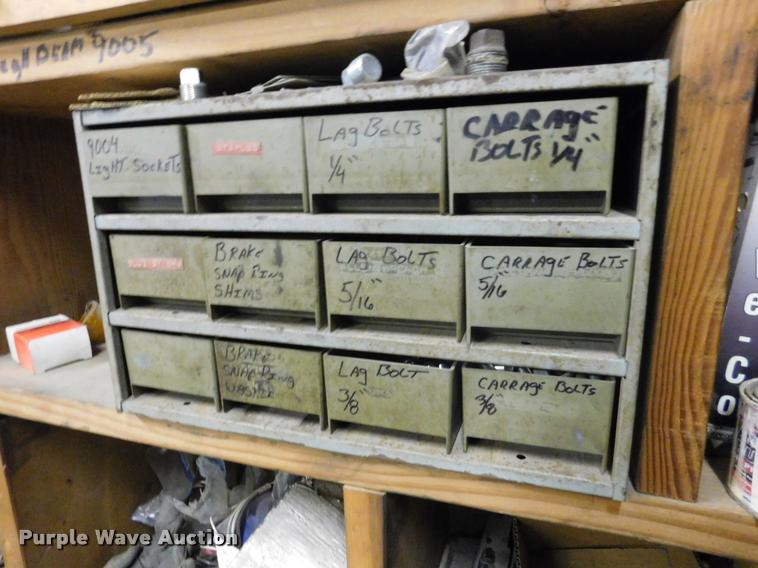 High Beam 9005
9004
Light-Sockets
STAPLES
Lag Bolts
1/4"
CARRAGE
BOLTS 1/4"
BRAKE
SNAP RING
SHIMS
Lag Bolts
5/16"
CARRAGE Bolts
5/16"
BRAKE
SNAP RING
WASHER
Lag Bolt
3/8"
CARRAGE Bolts
3/8"
e
-
C
o
Purple Wave Auction